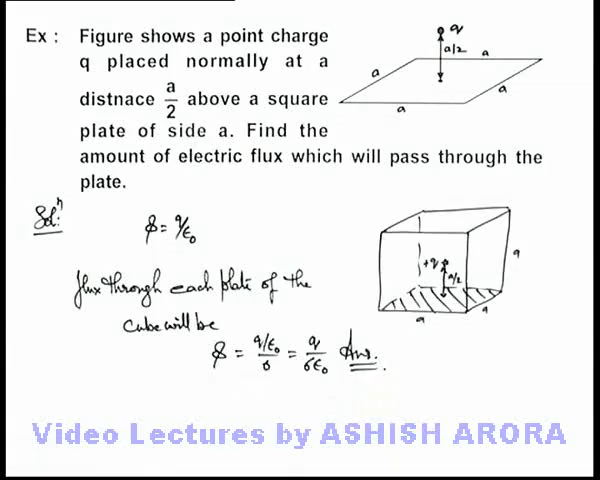 Ex : Figure shows a point charge
q placed normally at a
distnace a/2 above a square
plate of side a. Find the
amount of electric flux which will pass through the
plate.
q
a/2
a
a
a
a
Sol:ⁿ
ϕ = q/ε₀
flux through each plate of the
cube will be
ϕ = (q/ε₀)/6 = q/6ε₀ Ans.
+q
a/2
a
a
a
Video Lectures by ASHISH ARORA